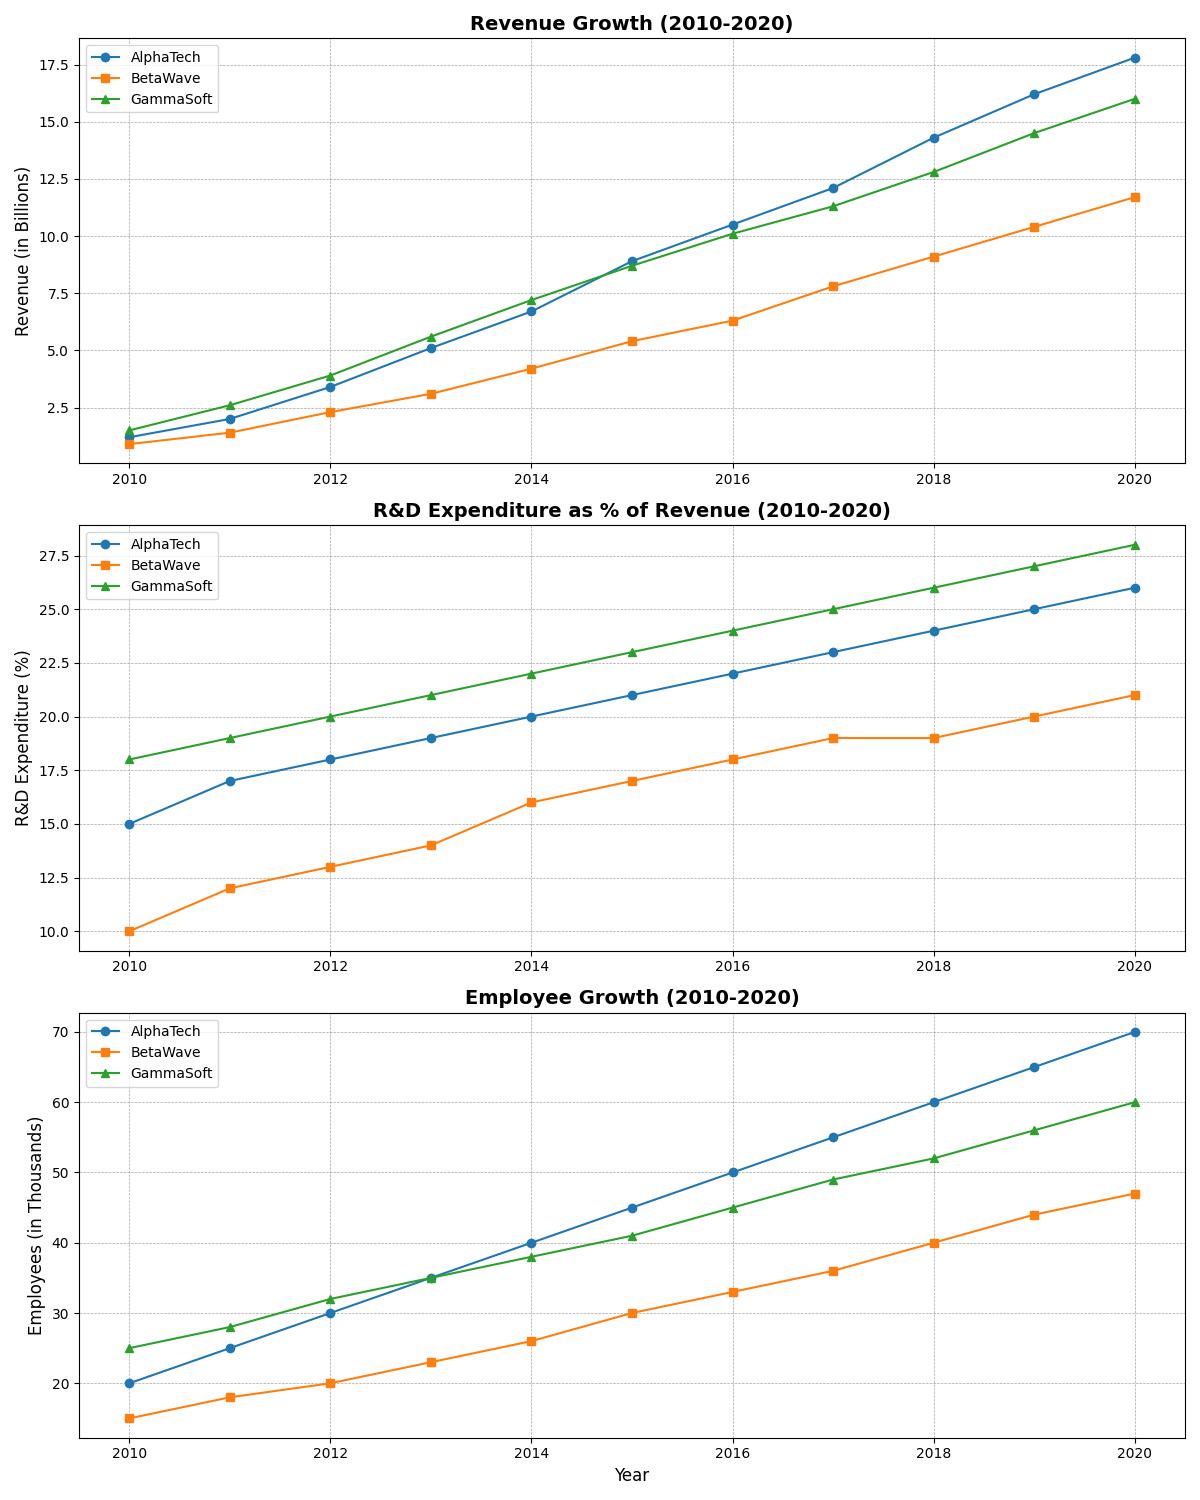 Revenue Growth (2010-2020)
AlphaTech
BetaWave
GammaSoft
Revenue (in Billions)
17.5
15.0
12.5
10.0
7.5
5.0
2.5
2010 2012 2014 2016 2018 2020
R&D Expenditure as % of Revenue (2010-2020)
AlphaTech
BetaWave
GammaSoft
R&D Expenditure (%)
27.5
25.0
22.5
20.0
17.5
15.0
12.5
10.0
2010 2012 2014 2016 2018 2020
Employee Growth (2010-2020)
AlphaTech
BetaWave
GammaSoft
Employees (in Thousands)
70
60
50
40
30
20
2010 2012 2014 2016 2018 2020
Year